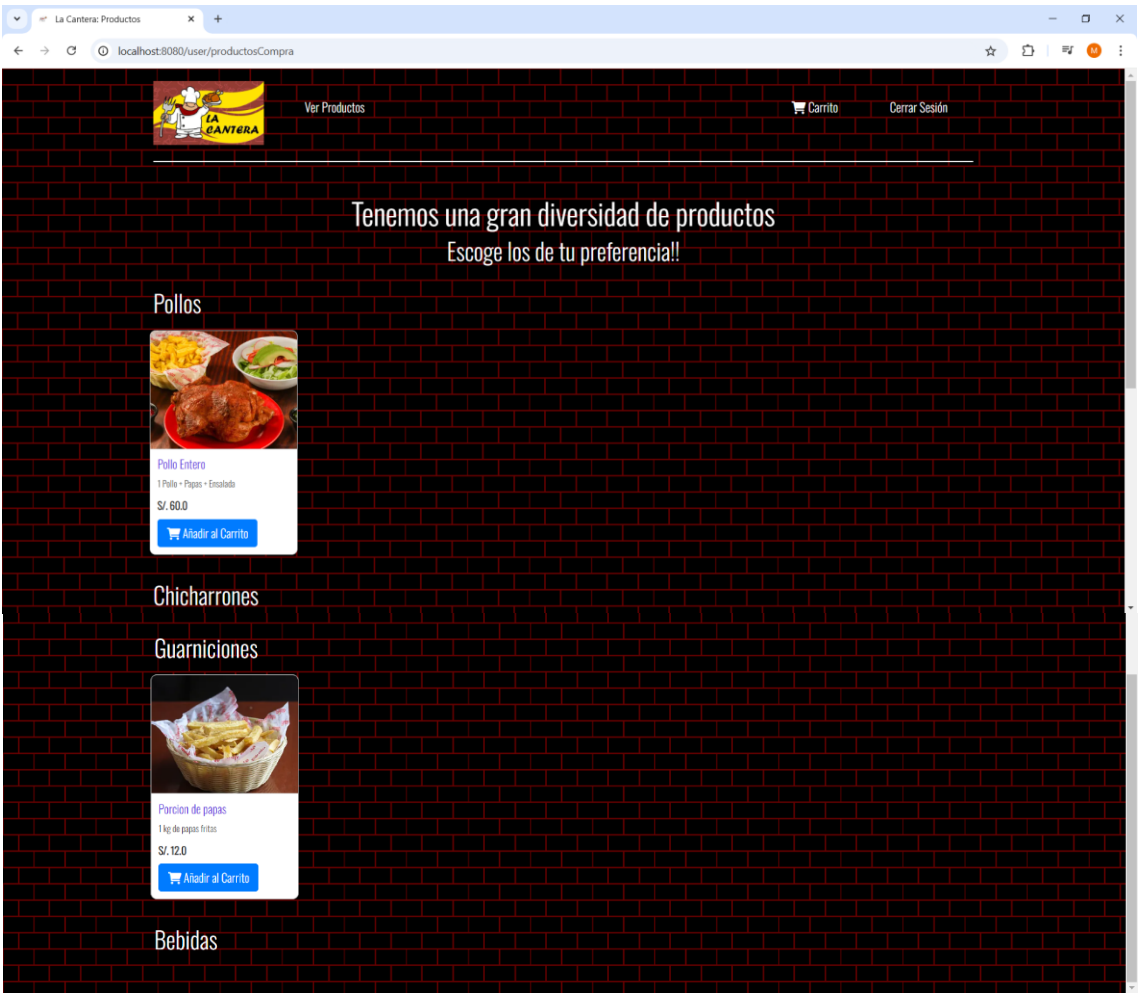 La Cantera: Productos
localhost:8080/user/productosCompra
M
LA
CANTERA
Ver Productos
Carrito
Cerrar Sesión
Tenemos una gran diversidad de productos
Escoge los de tu preferencia!!
Pollos
Pollo Entero
1 Pollo + Papas + Ensalada
S/. 60.0
Añadir al Carrito
Chicharrones
Guarniciones
Porcion de papas
1 kg de papas fritas
S/. 12.0
Añadir al Carrito
Bebidas